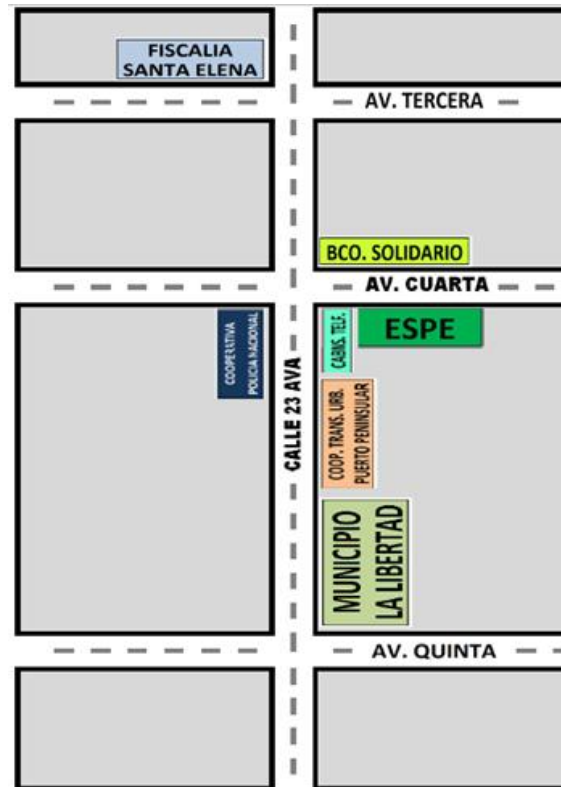 FISCALIA
SANTA ELENA
AV. TERCERA
BCO. SOLIDARIO
AV. CUARTA
COOPERATIVA
POLICIA NACIONAL
CABNS. TELF.
ESPE
CALLE 23 AVA
COOP. TRANS. URB.
PUERTO PENINSULAR
MUNICIPIO
LA LIBERTAD
AV. QUINTA